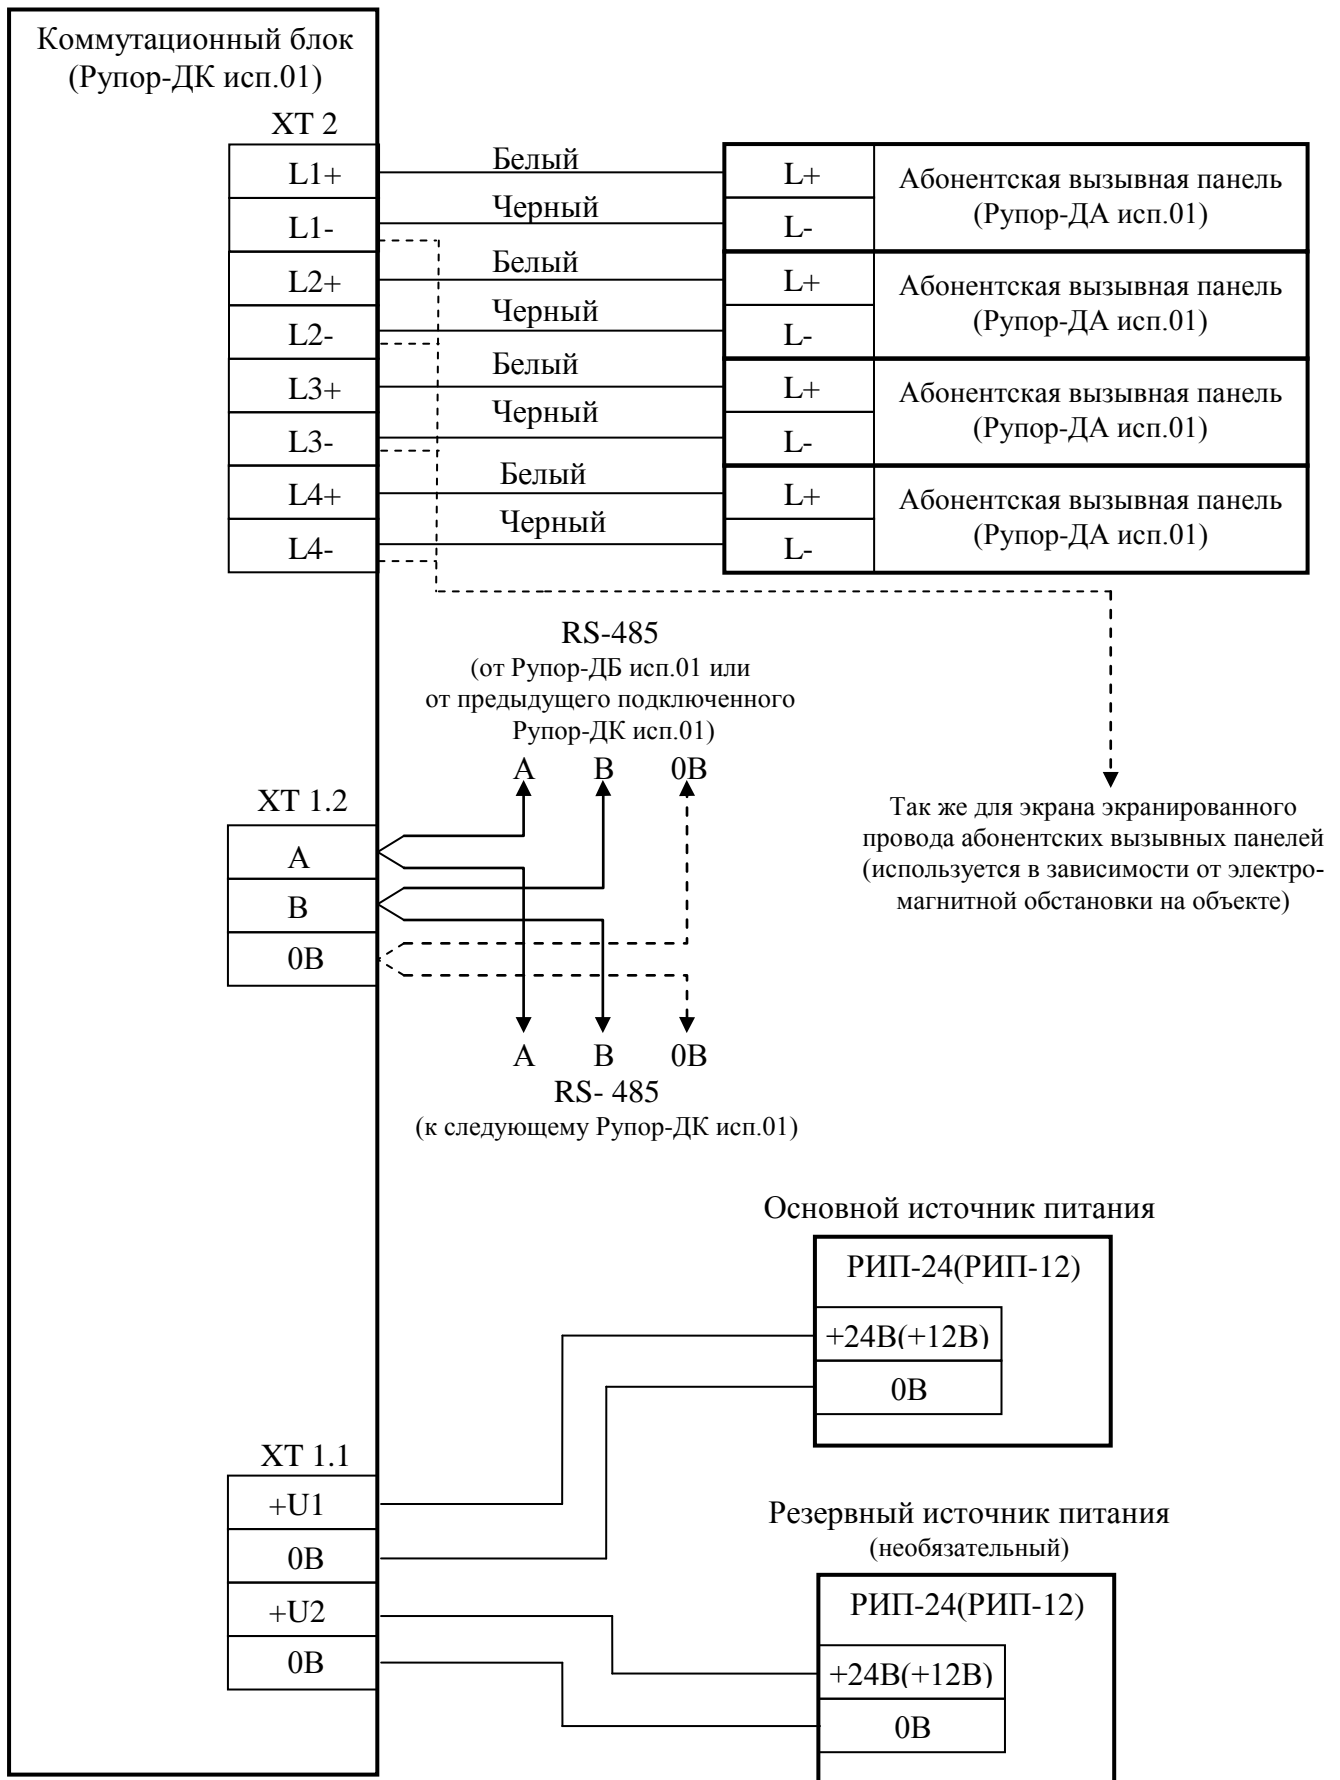 Коммутационный блок
(Рупор-ДК исп.01)
XT 2
L1+
L1-
L2+
L2-
L3+
L3-
L4+
L4-
Белый
Черный
Белый
Черный
Белый
Черный
Белый
Черный
L+
L-
Абонентская вызывная панель
(Рупор-ДА исп.01)
L+
L-
Абонентская вызывная панель
(Рупор-ДА исп.01)
L+
L-
Абонентская вызывная панель
(Рупор-ДА исп.01)
L+
L-
Абонентская вызывная панель
(Рупор-ДА исп.01)
RS-485
(от Рупор-ДБ исп.01 или
от предыдущего подключенного
Рупор-ДК исп.01)
A B 0В
XT 1.2
A
B
0В
Так же для экрана экранированного
провода абонентских вызывных панелей
(используется в зависимости от электро-
магнитной обстановки на объекте)
A B 0В
RS- 485
(к следующему Рупор-ДК исп.01)
Основной источник питания
РИП-24(РИП-12)
+24В(+12В)
0В
XT 1.1
+U1
0В
+U2
0В
Резервный источник питания
(необязательный)
РИП-24(РИП-12)
+24В(+12В)
0В